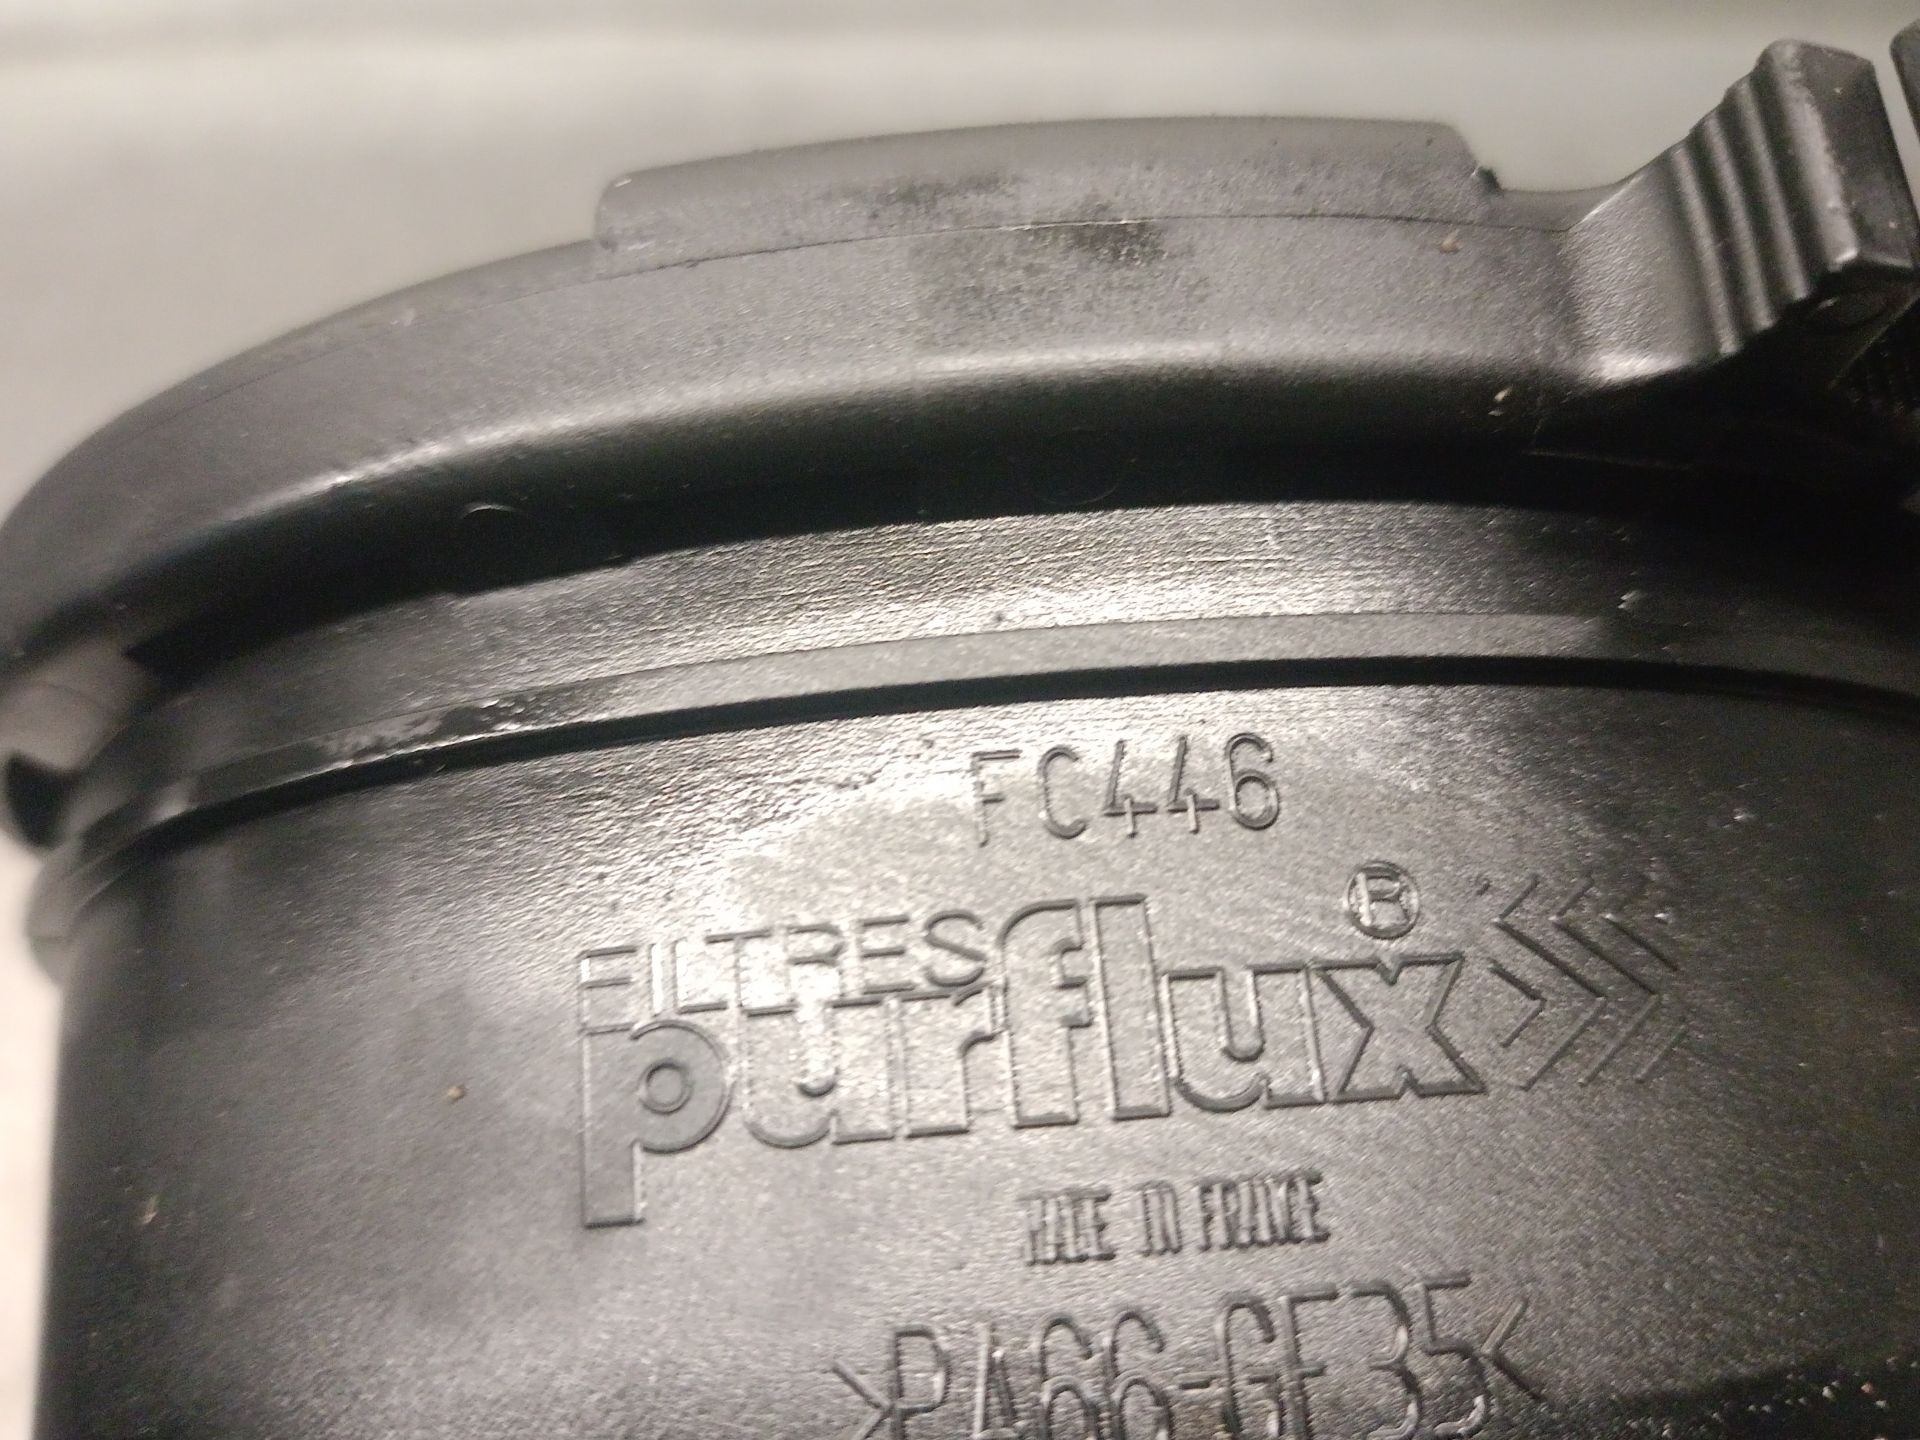 FC446
FILTRES
purflux®
MADE IN FRANCE
>PA66-GF35<